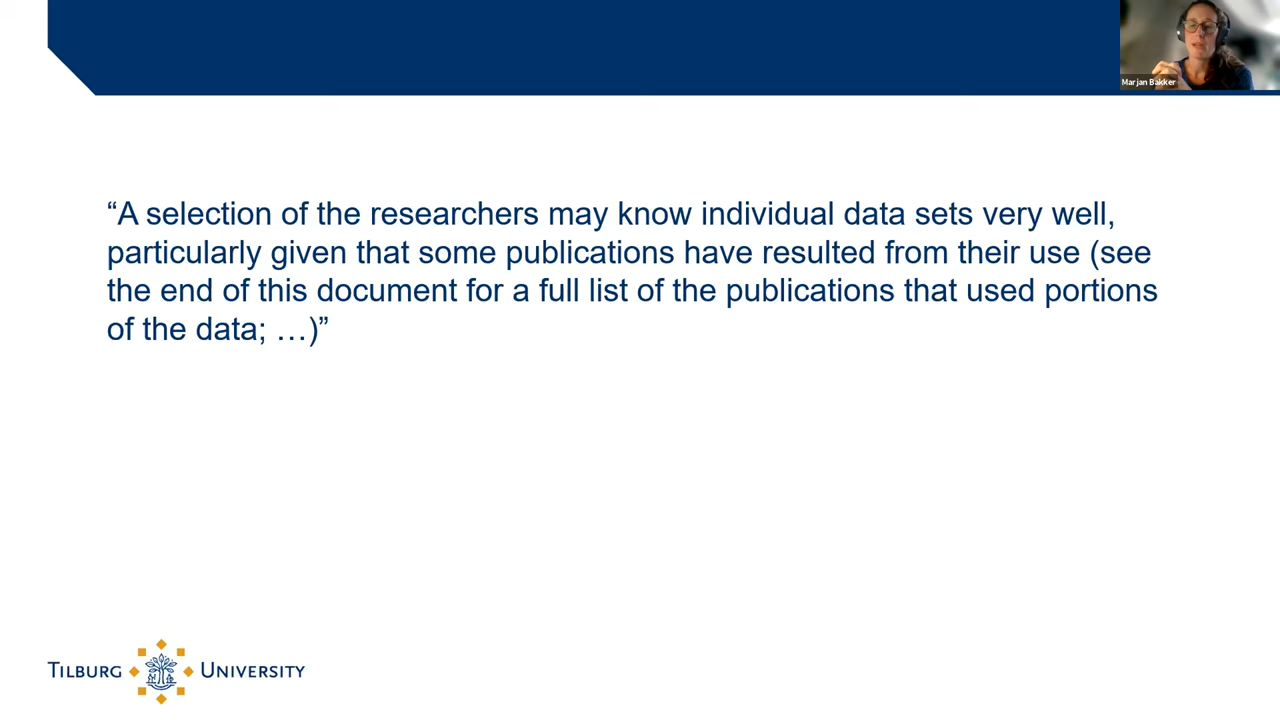 Marjan Bakker
“A selection of the researchers may know individual data sets very well,
particularly given that some publications have resulted from their use (see
the end of this document for a full list of the publications that used portions
of the data; …)”
TILBURG UNIVERSITY